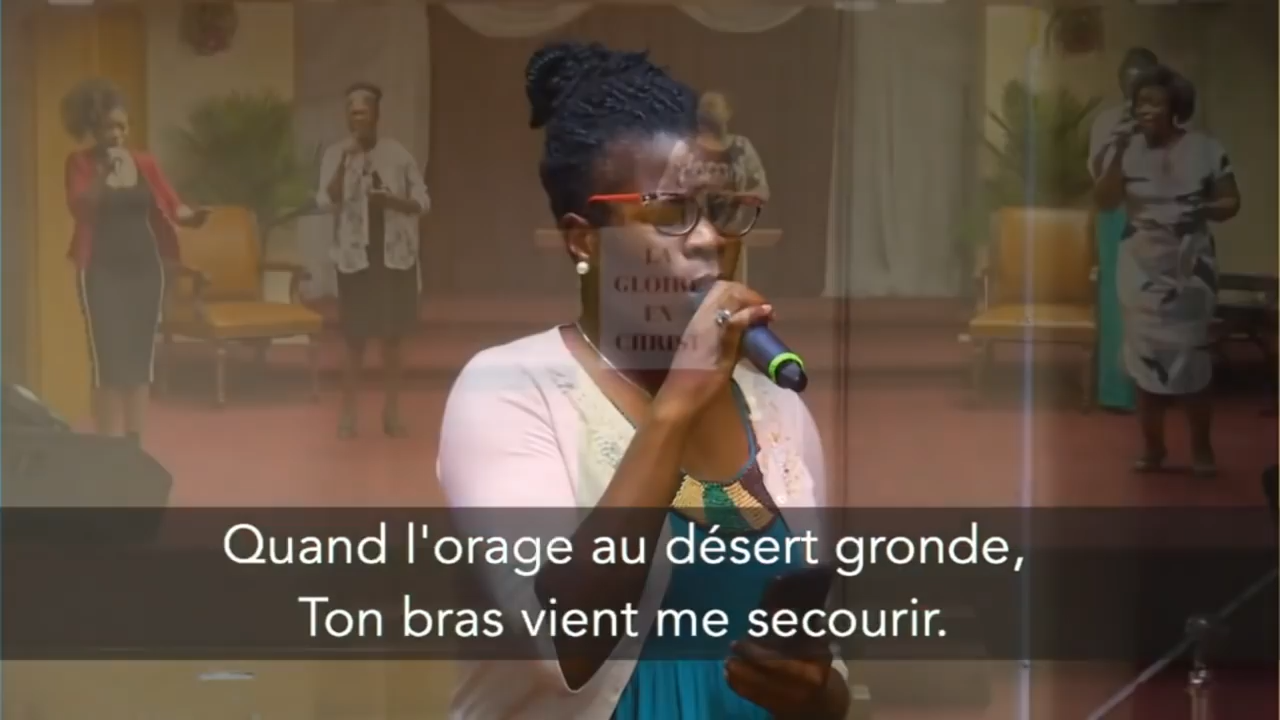 LA
GLOIRE
EN
CHRIST
Quand l'orage au désert gronde,
Ton bras vient me secourir.